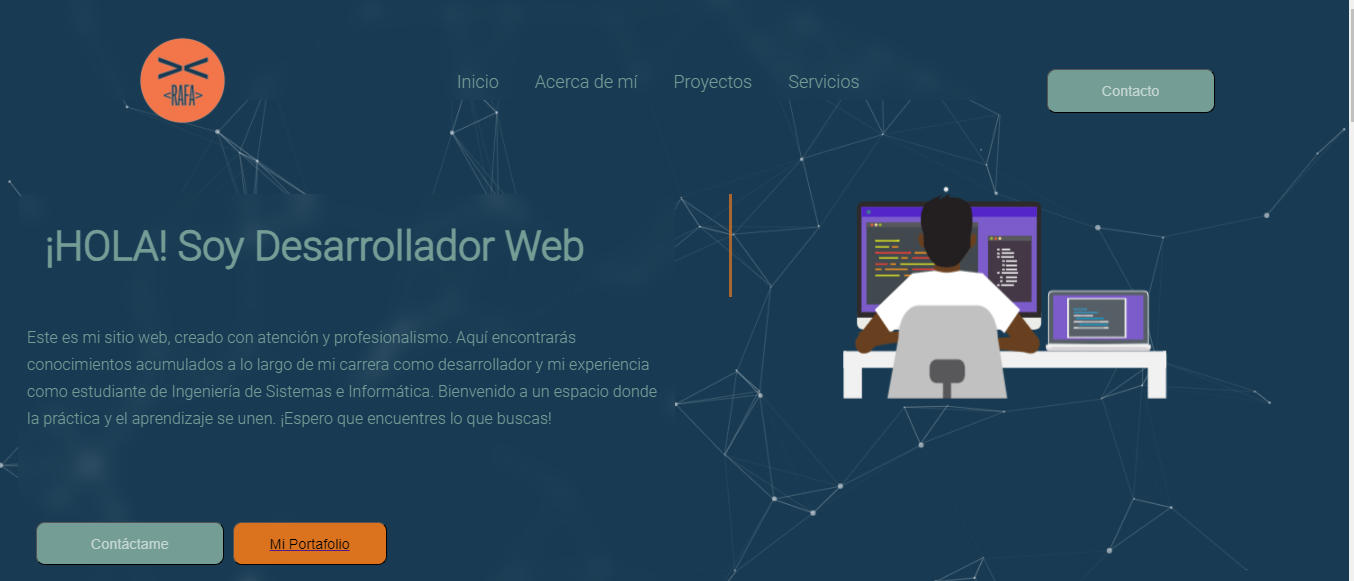 <RAFA>
Inicio Acerca de mí Proyectos Servicios
Contacto
¡HOLA! Soy Desarrollador Web
Este es mi sitio web, creado con atención y profesionalismo. Aquí encontrarás
conocimientos acumulados a lo largo de mi carrera como desarrollador y mi experiencia
como estudiante de Ingeniería de Sistemas e Informática. Bienvenido a un espacio donde
la práctica y el aprendizaje se unen. ¡Espero que encuentres lo que buscas!
Contáctame Mi Portafolio